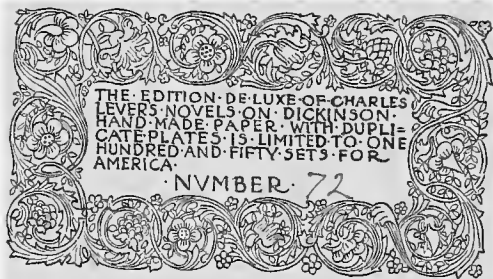 THE·EDITION·DE·LUXE·OF·CHARLES
LEVERS·NOVELS·ON·DICKINSON·
HAND·MADE·PAPER·WITH·DUPLI=
CATE·PLATES·IS·LIMITED·TO·ONE
HUNDRED·AND·FIFTY·SETS·FOR
AMERICA·
·NVMBER· 72